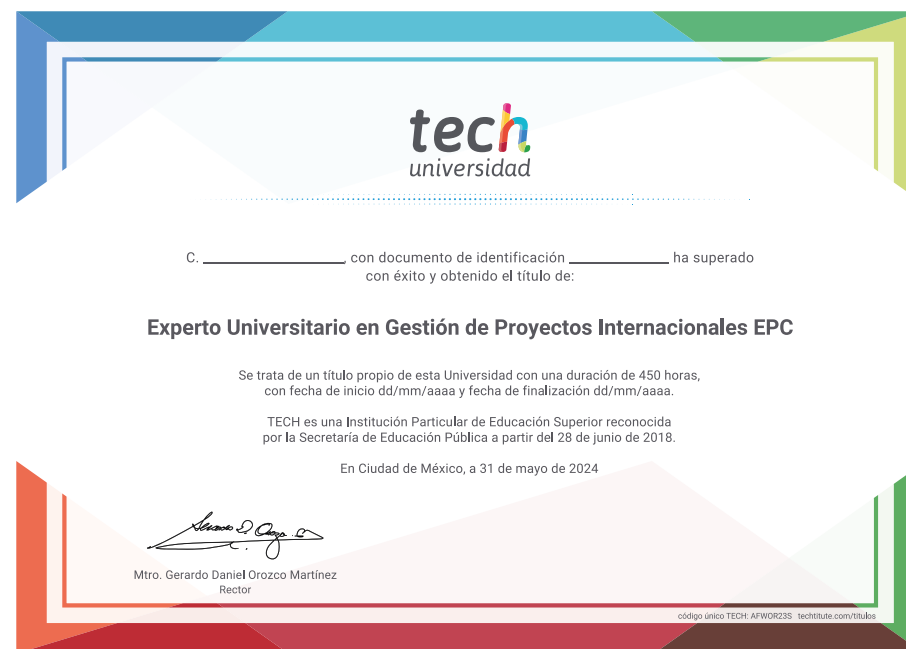 tech
universidad
C. ____________, con documento de identificación ____________ ha superado
con éxito y obtenido el título de:
Experto Universitario en Gestión de Proyectos Internacionales EPC
Se trata de un título propio de esta Universidad con una duración de 450 horas,
con fecha de inicio dd/mm/aaaa y fecha de finalización dd/mm/aaaa.
TECH es una Institución Particular de Educación Superior reconocida
por la Secretaría de Educación Pública a partir del 28 de junio de 2018.
En Ciudad de México, a 31 de mayo de 2024
Mtro. Gerardo Daniel Orozco Martínez
Rector
código único TECH: AFWOR23S techtitute.com/titulos